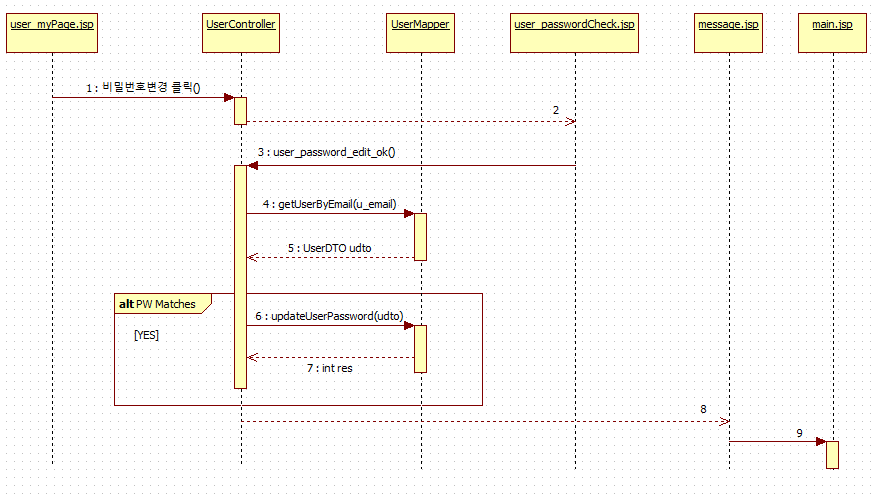 user_myPage.jsp
UserController
UserMapper
user_passwordCheck.jsp
message.jsp
main.jsp
1 : 비밀번호변경 클릭()
2
3 : user_password_edit_ok()
4 : getUserByEmail(u_email)
5 : UserDTO udto
alt PW Matches
6 : updateUserPassword(udto)
[YES]
7 : int res
8
9